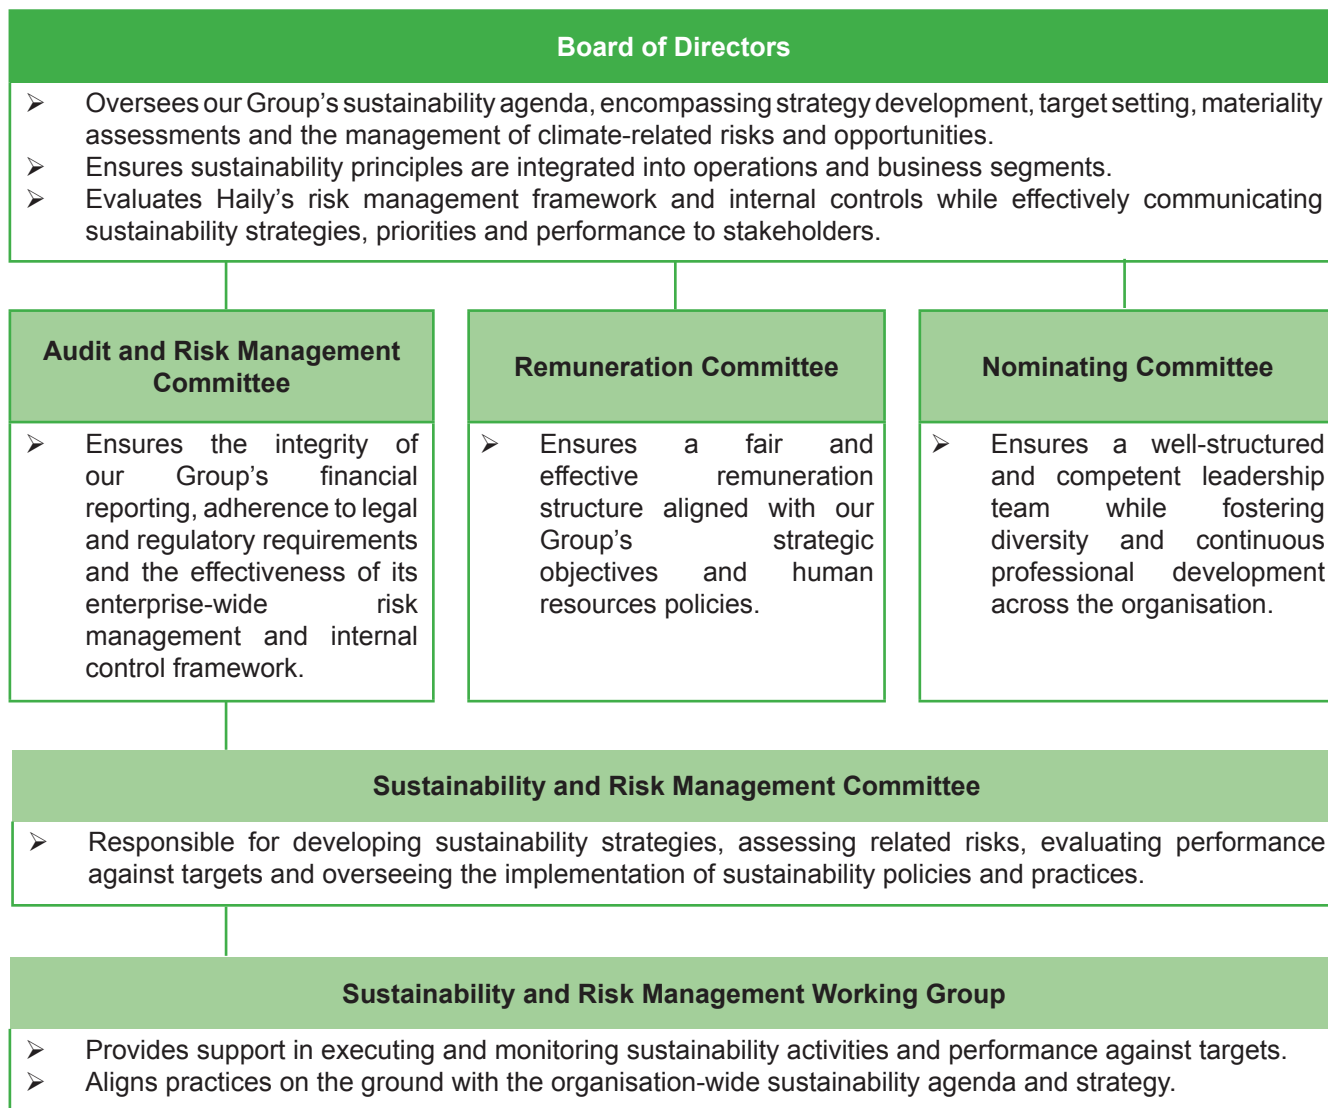 Board of Directors
➢ Oversees our Group’s sustainability agenda, encompassing strategy development, target setting, materiality
assessments and the management of climate-related risks and opportunities.
➢ Ensures sustainability principles are integrated into operations and business segments.
➢ Evaluates Haily’s risk management framework and internal controls while effectively communicating
sustainability strategies, priorities and performance to stakeholders.
Audit and Risk Management
Committee
➢ Ensures the integrity of
our Group’s financial
reporting, adherence to legal
and regulatory requirements
and the effectiveness of its
enterprise-wide risk
management and internal
control framework.
Remuneration Committee
➢ Ensures a fair and
effective remuneration
structure aligned with our
Group’s strategic
objectives and human
resources policies.
Nominating Committee
➢ Ensures a well-structured
and competent leadership
team while fostering
diversity and continuous
professional development
across the organisation.
Sustainability and Risk Management Committee
➢ Responsible for developing sustainability strategies, assessing related risks, evaluating performance
against targets and overseeing the implementation of sustainability policies and practices.
Sustainability and Risk Management Working Group
➢ Provides support in executing and monitoring sustainability activities and performance against targets.
➢ Aligns practices on the ground with the organisation-wide sustainability agenda and strategy.